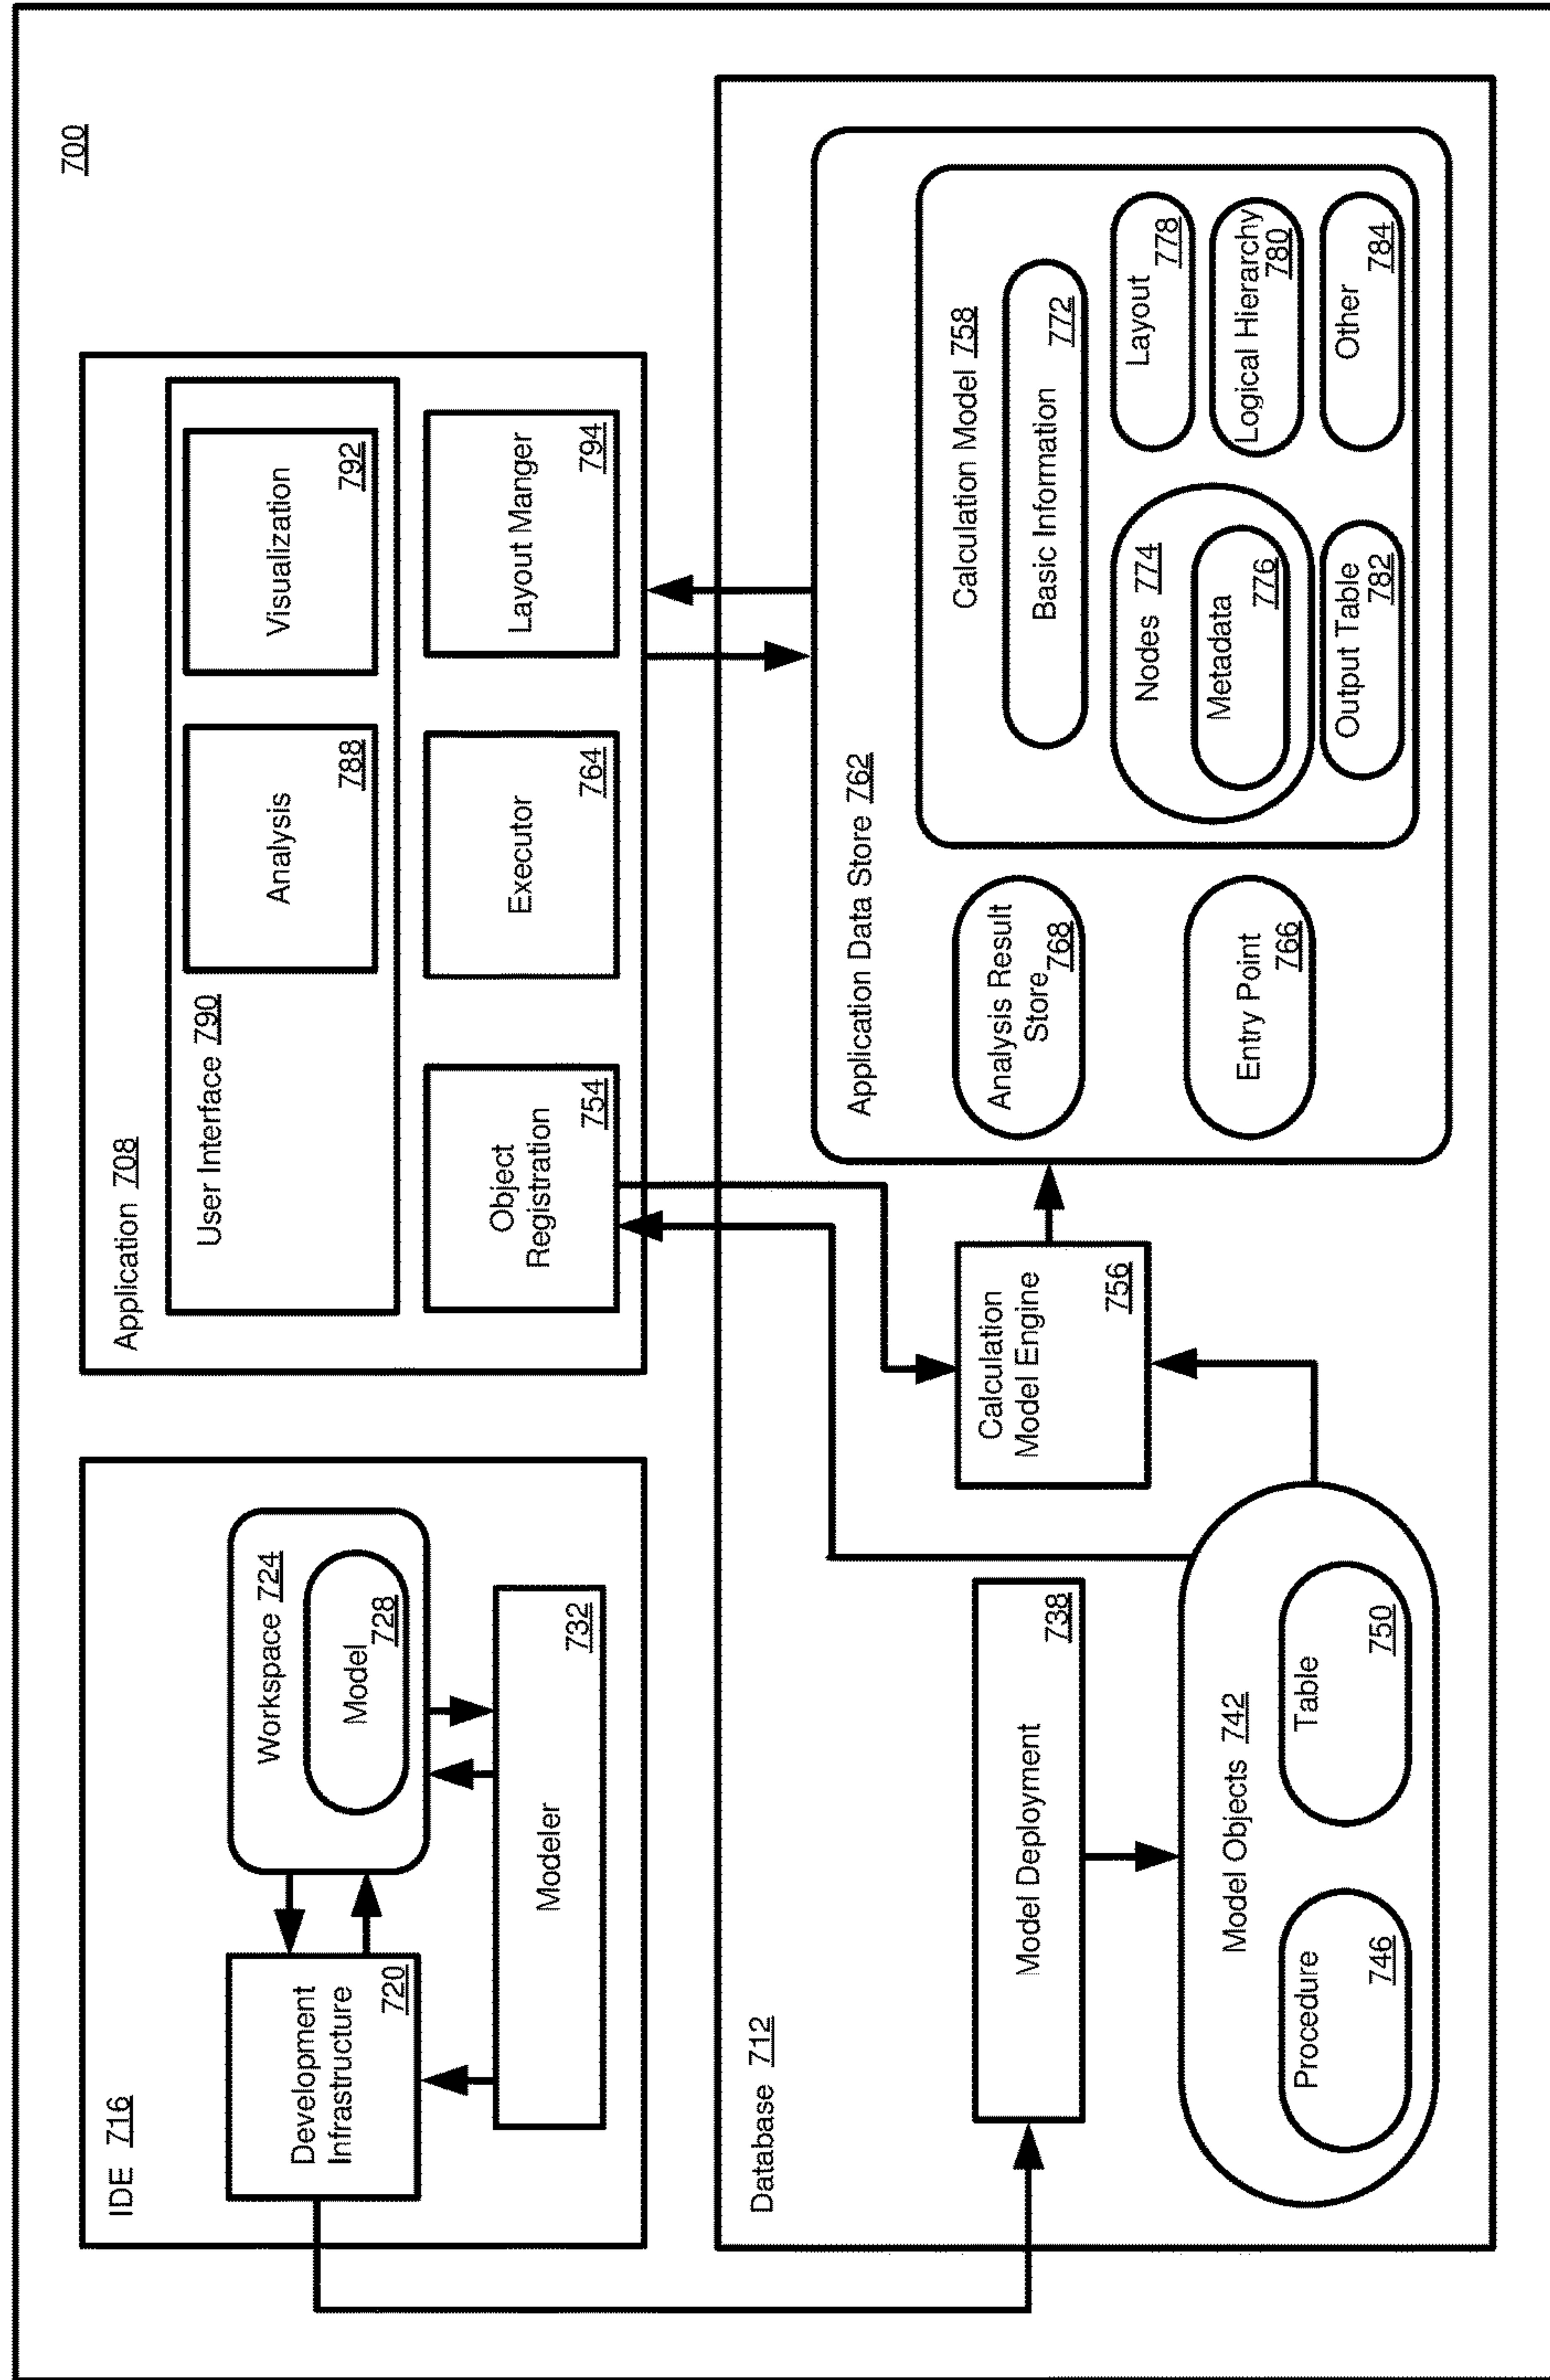 700
IDE 716
Development
Infrastructure
720
Workspace 724
Model
728
Modeler
732
Application 708
User Interface 790
Analysis
788
Visualization
792
Object
Registration
754
Executor
764
Layout Manger
794
Database 712
Model Deployment
738
Model Objects 742
Procedure
746
Table
750
Calculation
Model Engine
756
Application Data Store 762
Analysis Result
Store
768
Entry Point
766
Calculation Model 758
Basic Information
772
Nodes 774
Metadata
776
Layout
778
Logical Hierarchy
780
Output Table
782
Other
784